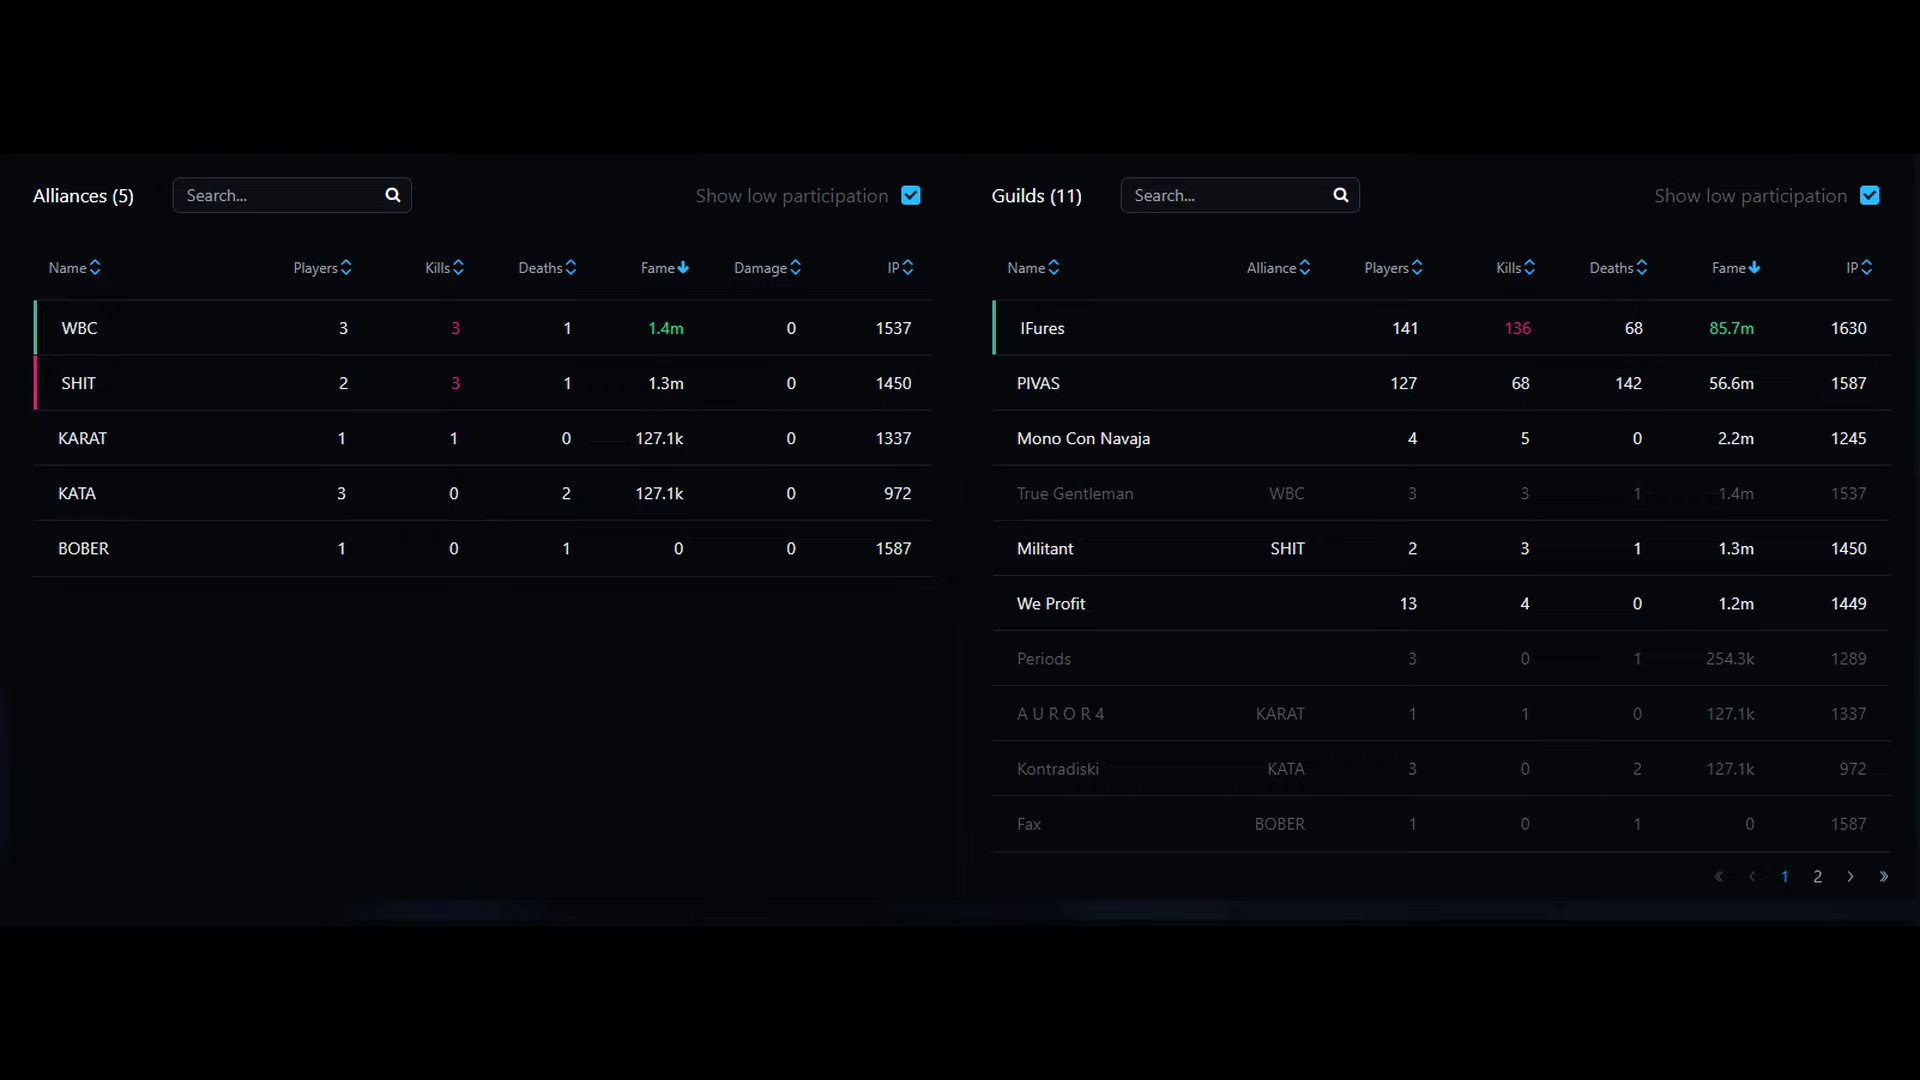 Alliances (5) Search... Show low participation
Name Players Kills Deaths Fame Damage IP
WBC 3 3 1 1.4m 0 1537
SHIT 2 3 1 1.3m 0 1450
KARAT 1 1 0 127.1k 0 1337
KATA 3 0 2 127.1k 0 972
BOBER 1 0 1 0 0 1587
Guilds (11) Search... Show low participation
Name Alliance Players Kills Deaths Fame IP
IFures 141 136 68 85.7m 1630
PIVAS 127 68 142 56.6m 1587
Mono Con Navaja 4 5 0 2.2m 1245
True Gentleman WBC 3 3 1 1.4m 1537
Militant SHIT 2 3 1 1.3m 1450
We Profit 13 4 0 1.2m 1449
Periods 3 0 1 254.3k 1289
A U R O R 4 KARAT 1 1 0 127.1k 1337
Kontradiski KATA 3 0 2 127.1k 972
Fax BOBER 1 0 1 0 1587
« ‹ 1 2 › »